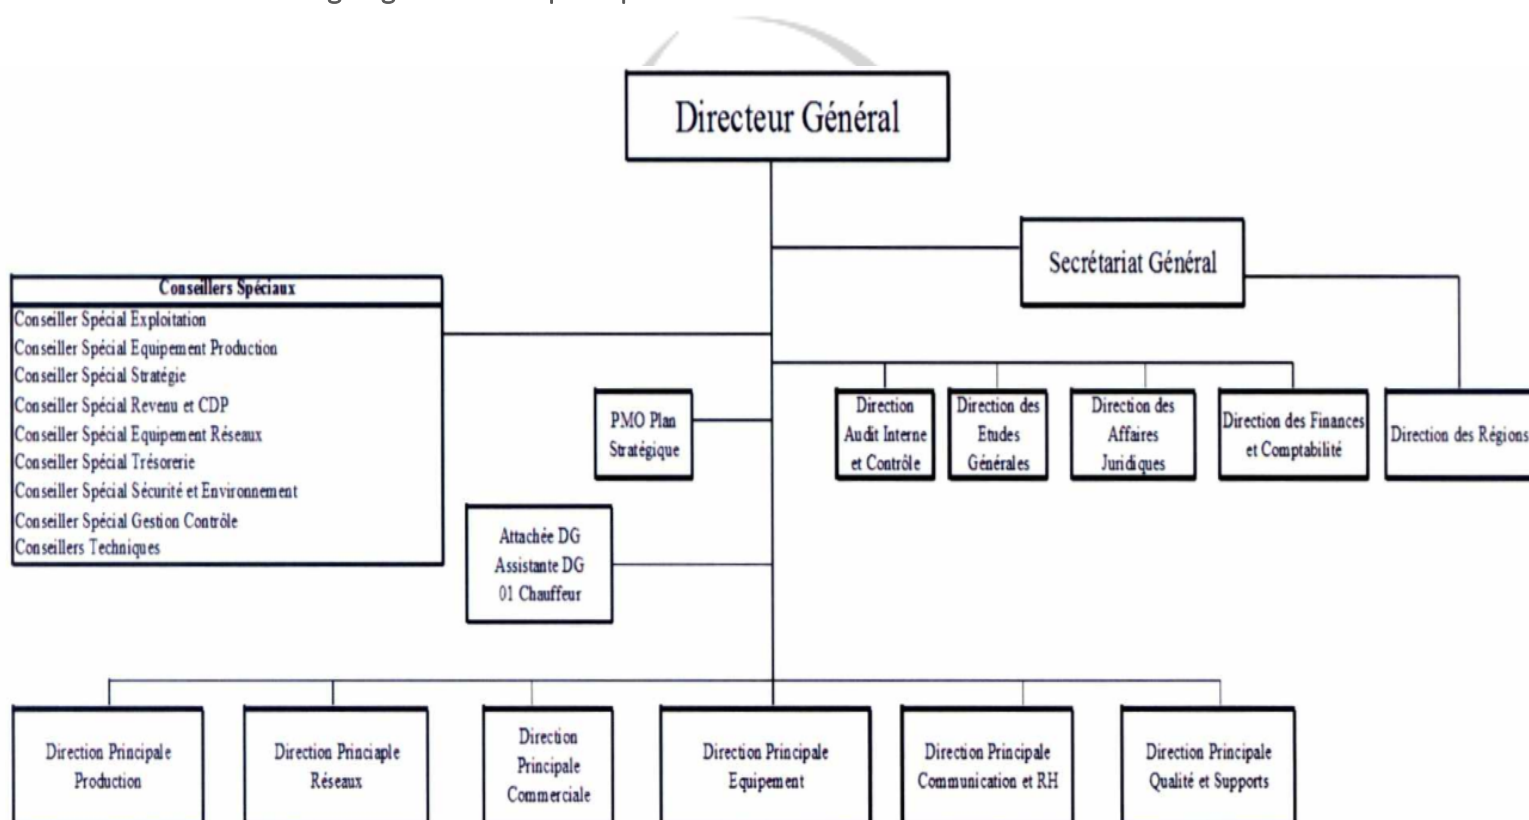 Directeur Général
Secrétariat Général
Conseillers Spéciaux
Conseiller Spécial Exploitation
Conseiller Spécial Equipement Production
Conseiller Spécial Stratégie
Conseiller Spécial Revenu et CDP
Conseiller Spécial Equipement Réseaux
Conseiller Spécial Trésorerie
Conseiller Spécial Sécurité et Environnement
Conseiller Spécial Gestion Contrôle
Conseillers Techniques
PMO Plan
Stratégique
Direction
Audit Interne
et Contrôle
Direction des
Etudes
Générales
Direction des
Affaires
Juridiques
Direction des Finances
et Comptabilité
Direction des Régions
Attachée DG
Assistante DG
01 Chauffeur
Direction Principale
Production
Direction Princiaple
Réseaux
Direction
Principale
Commerciale
Direction Principale
Equipement
Direction Principale
Communication et RH
Direction Principale
Qualité et Supports